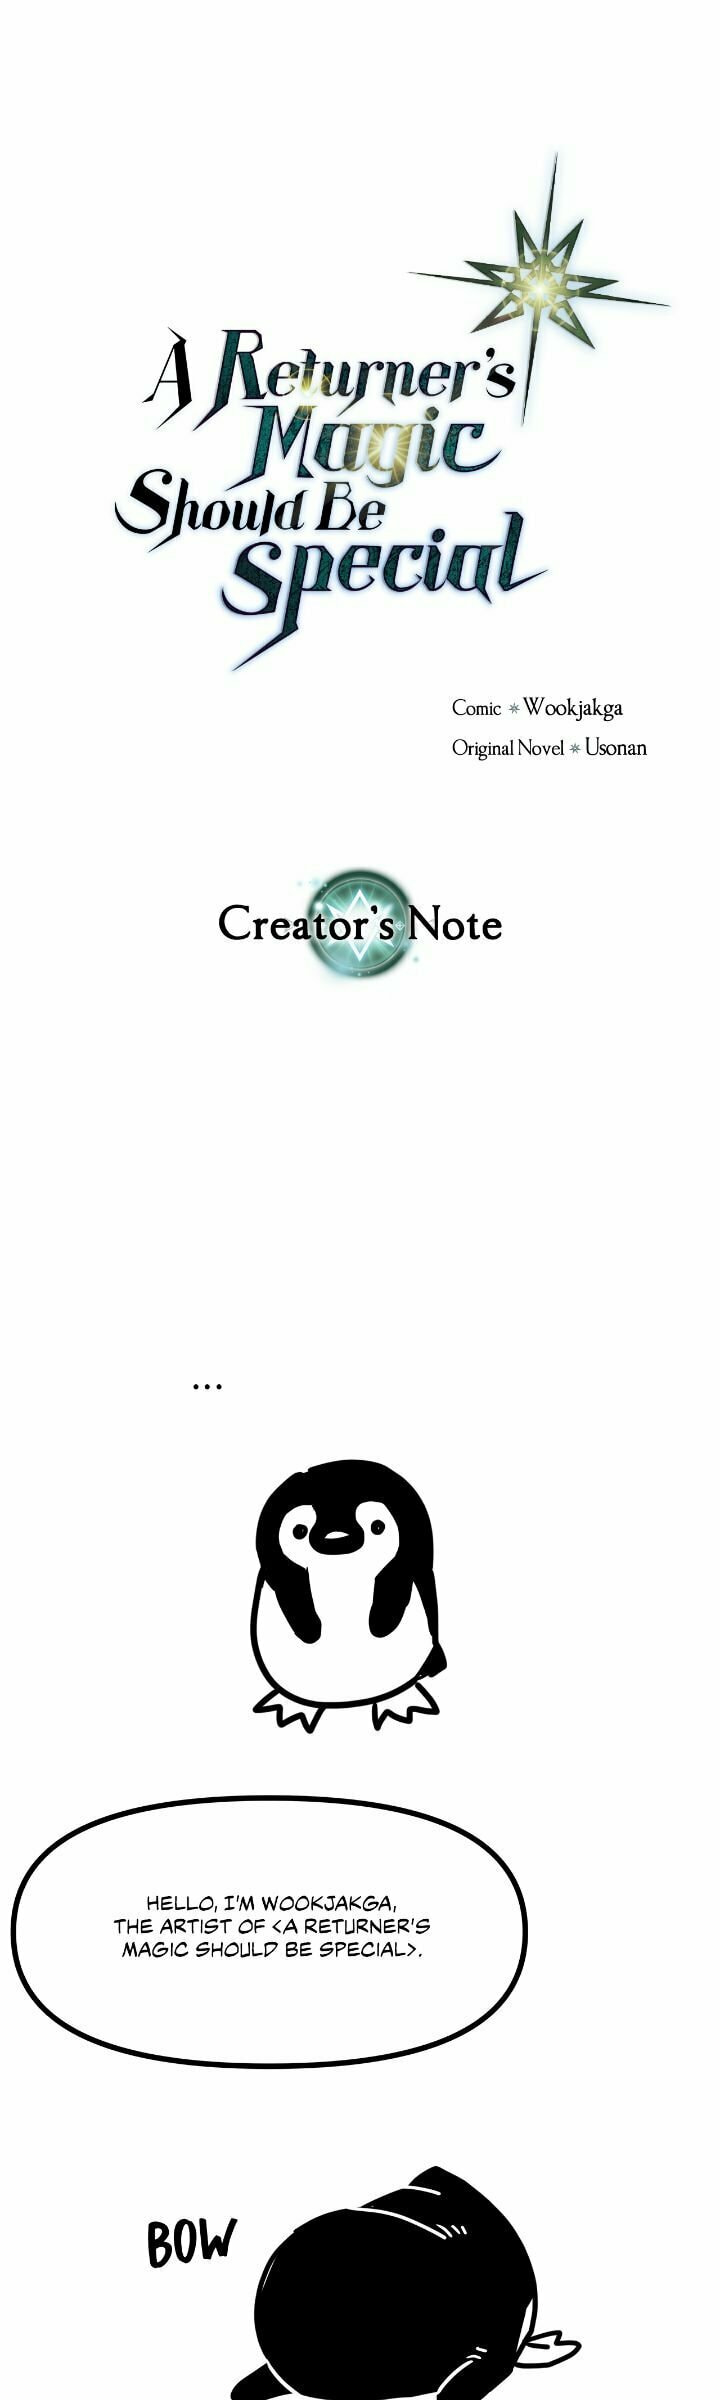 A Returner's
Magic
Should Be
Special
Comic ✴ Wookjakga
Original Novel ✴ Usonan
Creator's Note
...
HELLO, I'M WOOKJAKGA,
THE ARTIST OF <A RETURNER'S
MAGIC SHOULD BE SPECIAL>.
BOW